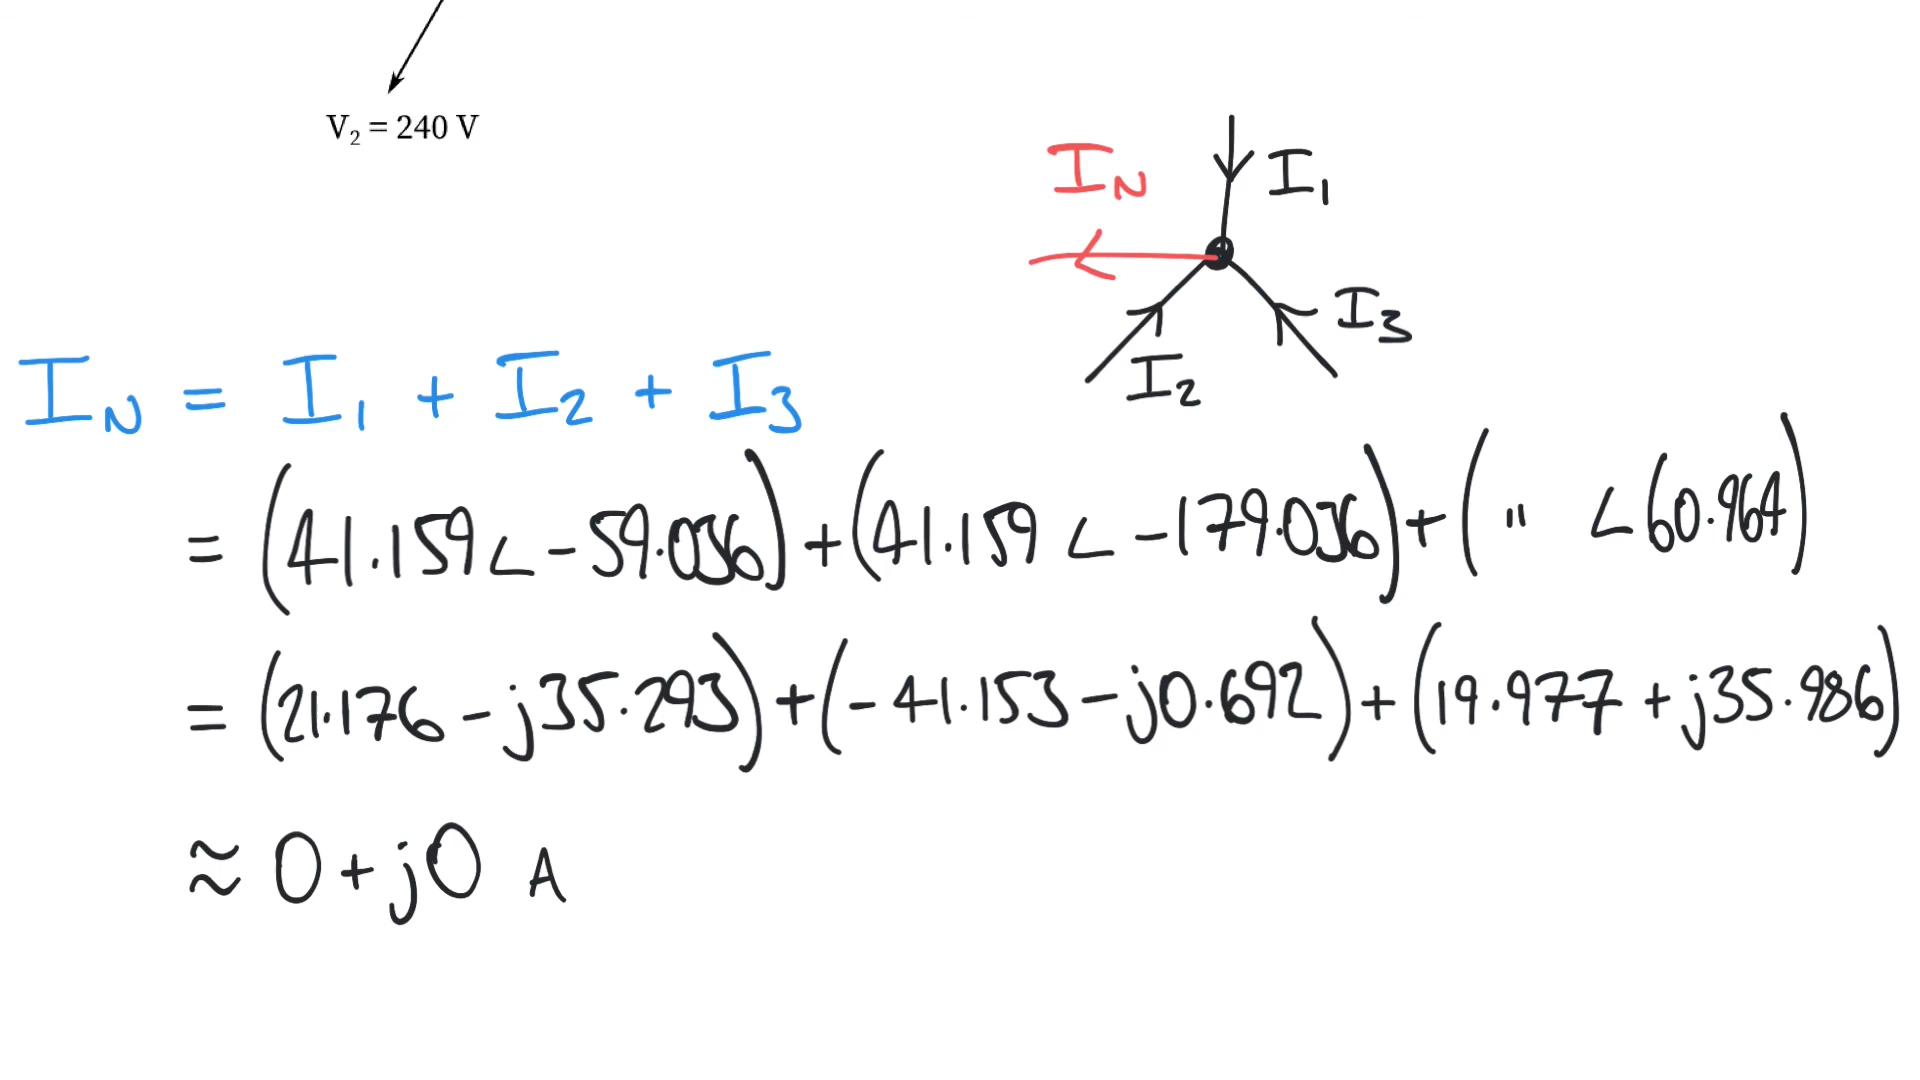 V₂ = 240 V
I_N
I₁
I₃
I₂
I_N = I₁ + I₂ + I₃
= (41.159∠-59.036) + (41.159∠-179.036) + (" ∠60.964)
= (21.176 - j35.293) + (-41.153 - j0.692) + (19.977 + j35.986)
≈ 0 + j0 A